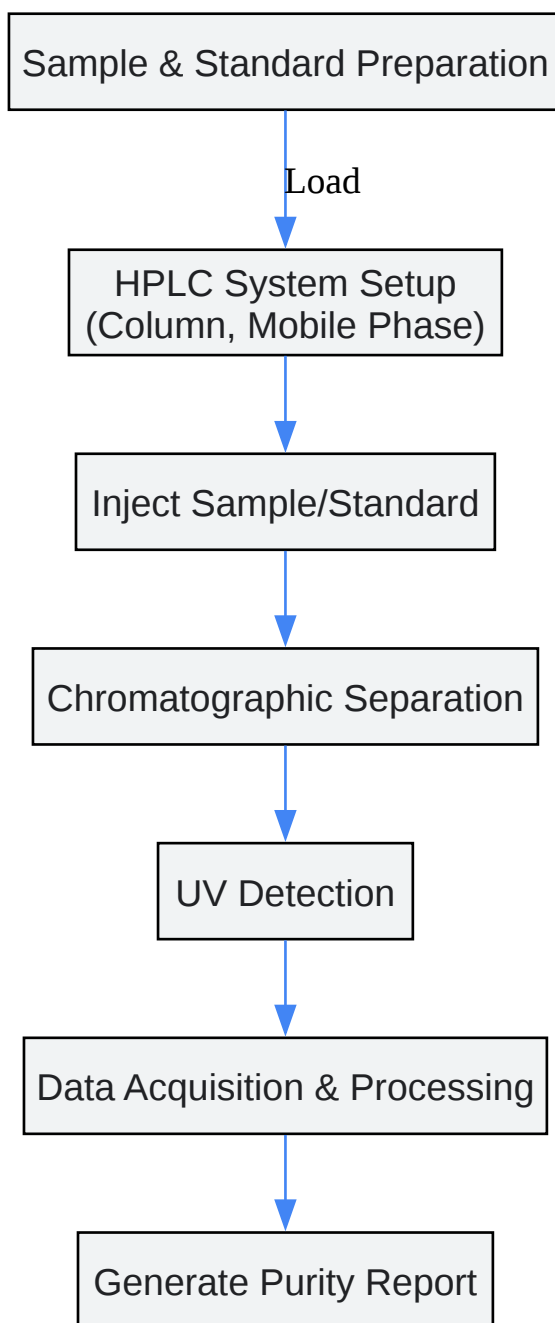 Sample & Standard Preparation
Load
HPLC System Setup
(Column, Mobile Phase)
Inject Sample/Standard
Chromatographic Separation
UV Detection
Data Acquisition & Processing
Generate Purity Report